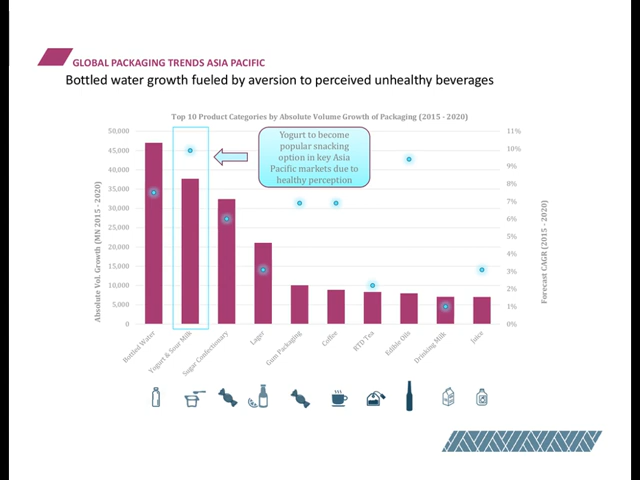 GLOBAL PACKAGING TRENDS ASIA PACIFIC
Bottled water growth fueled by aversion to perceived unhealthy beverages
Top 10 Product Categories by Absolute Volume Growth of Packaging (2015 - 2020)
Yogurt to become
popular snacking
option in key Asia
Pacific markets due to
healthy perception
Absolute Vol. Growth (MN 2015 - 2020)
50,000
45,000
40,000
35,000
30,000
25,000
20,000
15,000
10,000
5,000
0
11%
10%
9%
8%
7%
6%
5%
4%
3%
2%
1%
0%
Forecast CAGR (2015 - 2020)
Bottled Water
Yogurt & Sour Milk
Sugar Confectionary
Lager
Gum Packaging
Coffee
RTD Tea
Edible Oils
Drinking Milk
Juice